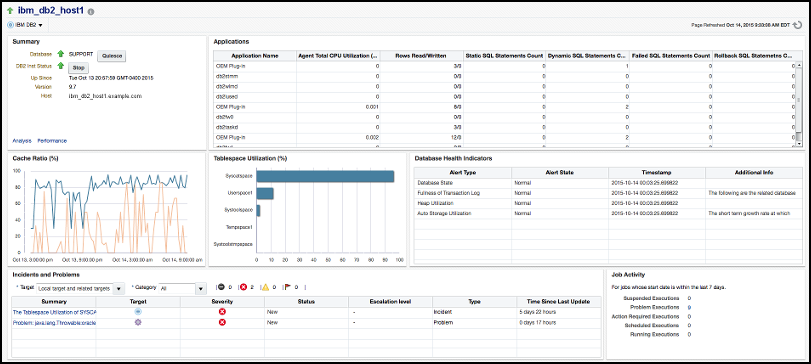 ibm_db2_host1
IBM DB2
Page Refreshed Oct 14, 2015 9:33:08 AM EDT
Summary
Database SUPPORT Quiesce
DB2 Inst Status Stop
Up Since Tue Oct 13 20:57:59 GMT-0400 2015
Version 9.7
Host ibm_db2_host1.example.com
Analysis Performance
Applications
Application Name Agent Total CPU Utilization (... Rows Read/Written Static SQL Statements Count Dynamic SQL Statements C... Failed SQL Statements Count Rollback SQL Statemetns C...
OEM Plug-in 0 3/0 0 1 0 0
db2stmm 0 0/0 0 0 0 0
db2wlmd 0 0/0 0 0 0 0
db2lused 0 0/0 0 0 0 0
OEM Plug-in 0.001 6/0 0 2 0 0
db2fw0 0 0/0 0 0 0 0
db2taskd 0 3/0 0 0 0 0
OEM Plug-in 0.002 12/0 0 2 0 0
Cache Ratio (%)
100
80
60
40
20
0
Oct 13, 3:00:00 pm Oct 13, 9:00:00 pm Oct 14, 3:00:00 am Oct 14, 9:00:00 am
Tablespace Utilization (%)
Syscatspace
Userspace1
Systoolspace
Tempspace1
Systoolstempspace
0 10 20 30 40 50 60 70 80 90 100
Database Health Indicators
Alert Type Alert State Timestamp Additional Info
Database State Normal 2015-10-14 00:03:25.699822
Fullness of Transaction Log Normal 2015-10-14 00:03:25.699822 The following are the related database
Heap Utilization Normal 2015-10-14 00:03:25.699822
Auto Storage Utilization Normal 2015-10-14 00:03:25.699822 The short term growth rate at which
Incidents and Problems
* Target Local target and related targets * Category All | 0 | 2 | 0 | 0
Summary Target Severity Status Escalation level Type Time Since Last Update
The Tablespace Utilization of SYSCA New - Incident 5 days 22 hours
Problem: java.lang.Throwable:oracle New - Problem 0 days 17 hours
Job Activity
For jobs whose start date is within the last 7 days.
Suspended Executions 0
Problem Executions 9
Action Required Executions 0
Scheduled Executions 0
Running Executions 0